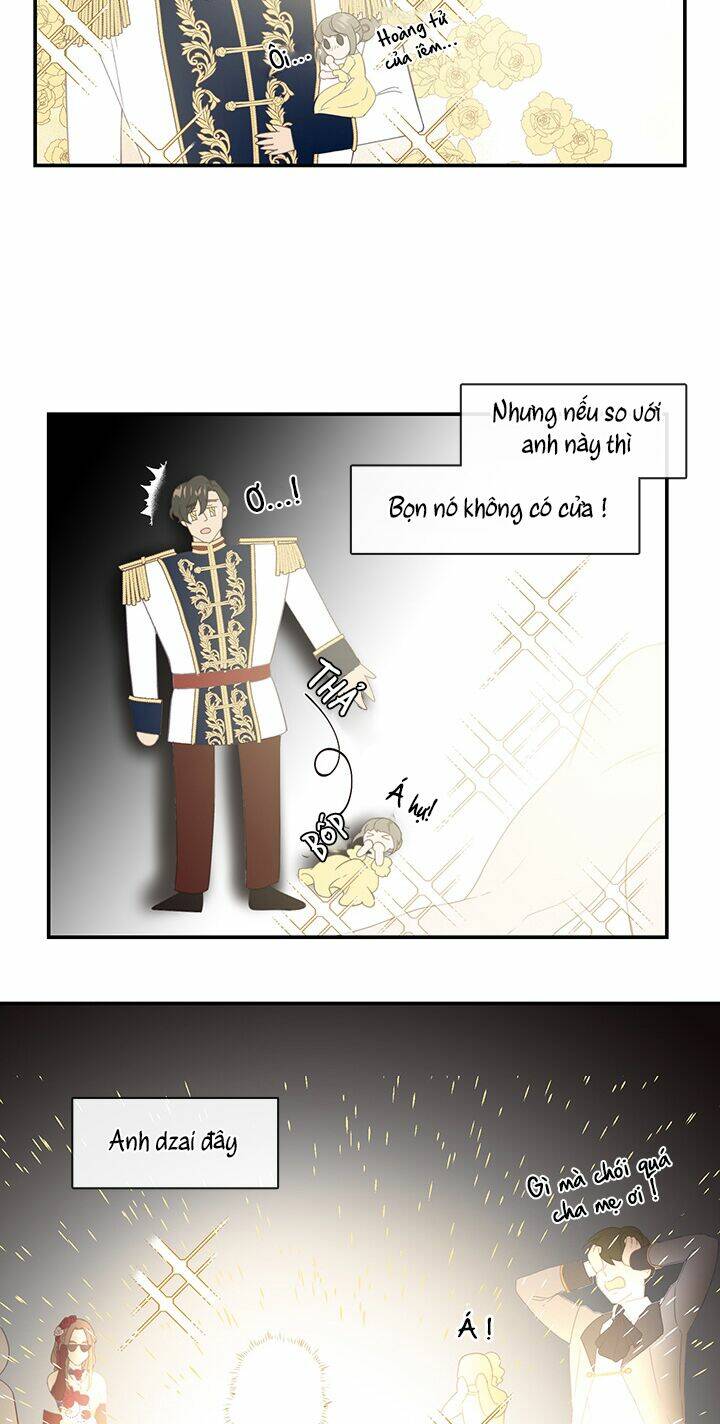 Ôi...
Hoàng tử
của iêm...
Nhưng nếu so với
anh này thì
Bọn nó không có cửa !
Ơ...!
THẢ
BỐP
Á hự!
Anh dzai đây
Gì mà chói quá
cha mẹ ơi !
Á !